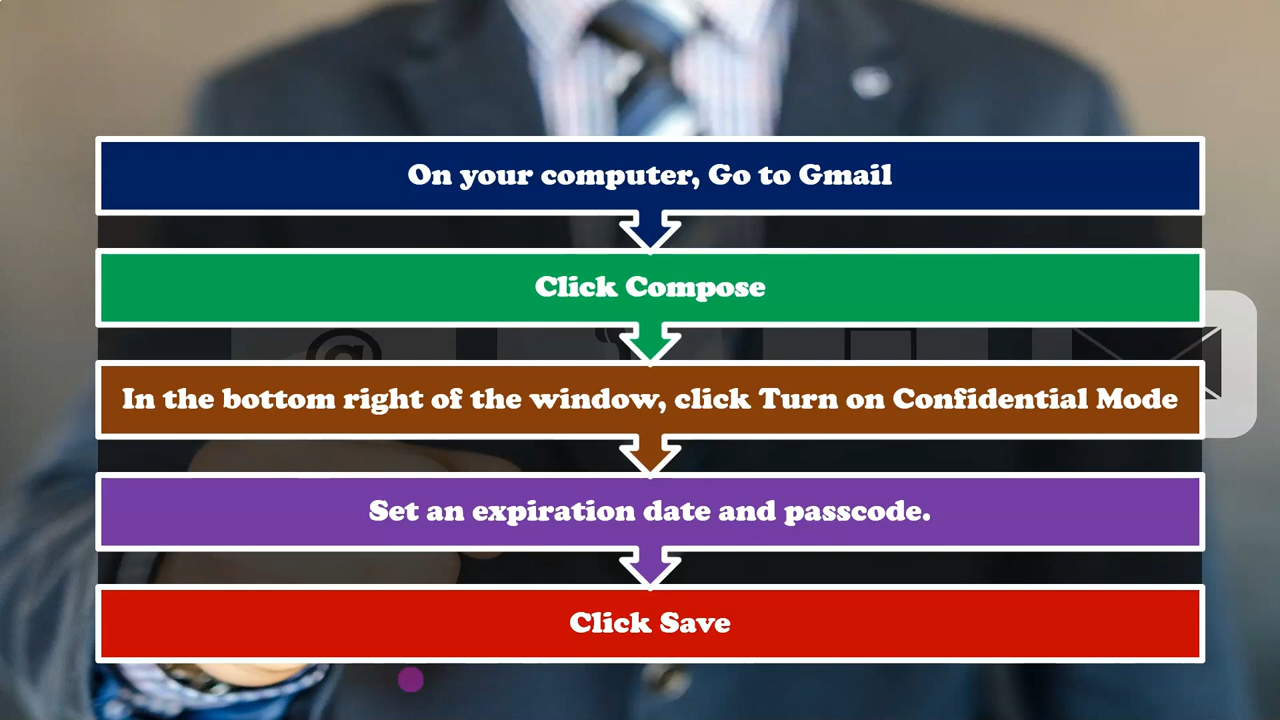 On your computer, Go to Gmail
Click Compose
In the bottom right of the window, click Turn on Confidential Mode
Set an expiration date and passcode.
Click Save